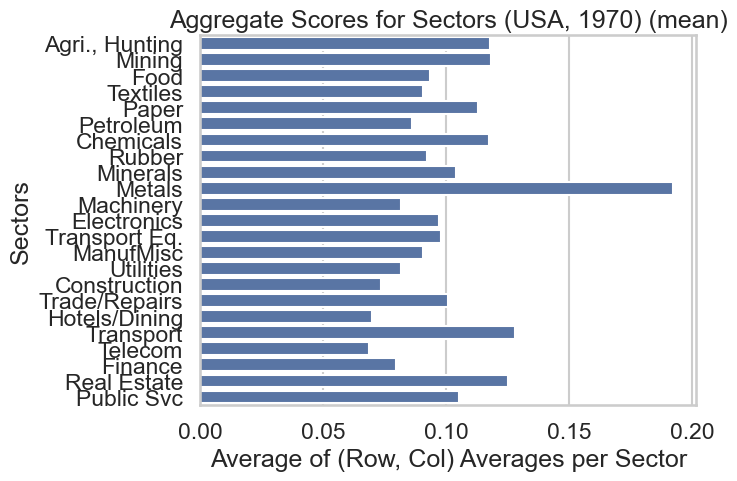 Aggregate Scores for Sectors (USA, 1970) (mean)
Agri., Hunting
Mining
Food
Textiles
Paper
Petroleum
Chemicals
Rubber
Minerals
Metals
Machinery
Electronics
Transport Eq.
ManufMisc
Utilities
Construction
Trade/Repairs
Hotels/Dining
Transport
Telecom
Finance
Real Estate
Public Svc
Sectors
0.00 0.05 0.10 0.15 0.20
Average of (Row, Col) Averages per Sector